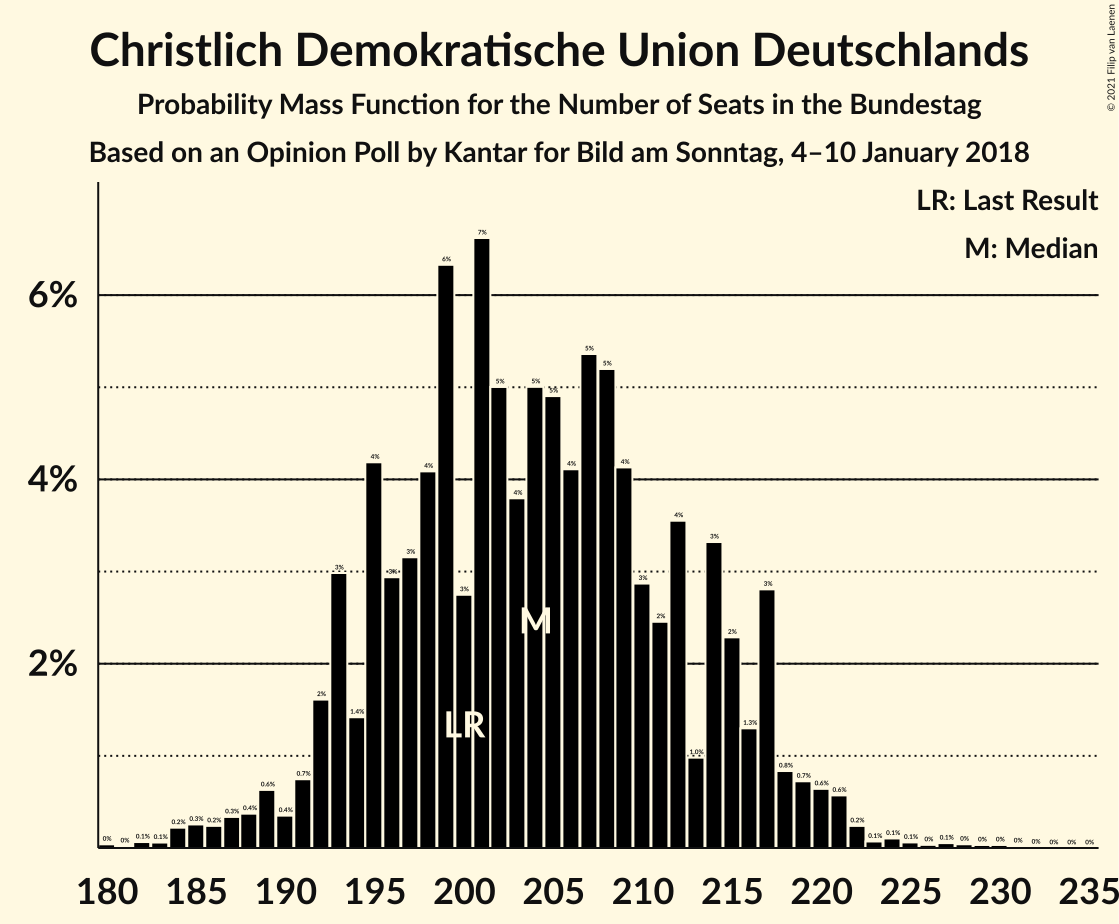 Christlich Demokratische Union Deutschlands
Probability Mass Function for the Number of Seats in the Bundestag
Based on an Opinion Poll by Kantar for Bild am Sonntag, 4–10 January 2018
© 2021 Filip van Laenen
LR: Last Result
M: Median
6%
4%
2%
0% 0% 0.1% 0.1% 0.2% 0.3% 0.2% 0.3% 0.4% 0.6% 0.4% 0.7% 2% 3% 1.4% 4% 3% 3% 4% 6% 3% 7% 5% 4% 5% 5% 4% 5% 5% 4% 3% 2% 4% 1.0% 3% 2% 1.3% 3% 0.8% 0.7% 0.6% 0.6% 0.2% 0.1% 0.1% 0.1% 0% 0.1% 0% 0% 0% 0% 0% 0% 0% 0%
M
LR
180 185 190 195 200 205 210 215 220 225 230 235